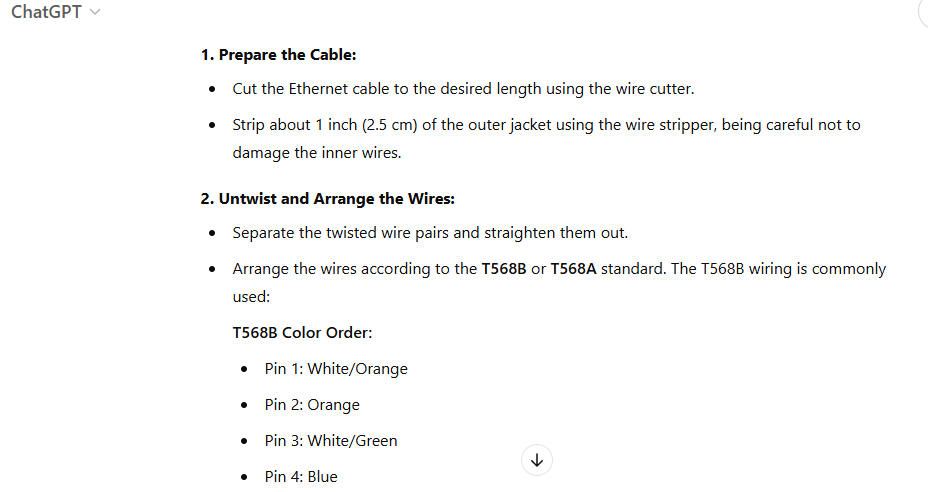 ChatGPT
1. Prepare the Cable:
Cut the Ethernet cable to the desired length using the wire cutter.
Strip about 1 inch (2.5 cm) of the outer jacket using the wire stripper, being careful not to
damage the inner wires.
2. Untwist and Arrange the Wires:
Separate the twisted wire pairs and straighten them out.
Arrange the wires according to the T568B or T568A standard. The T568B wiring is commonly
used:
T568B Color Order:
Pin 1: White/Orange
Pin 2: Orange
Pin 3: White/Green
Pin 4: Blue